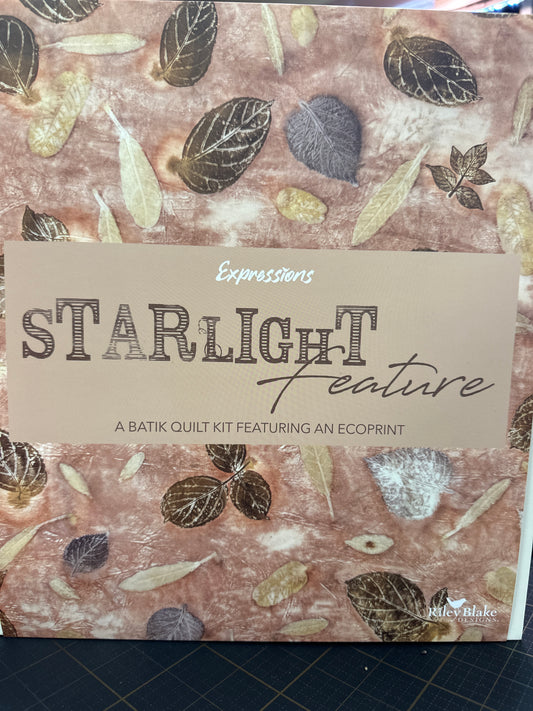 Expressions
STARLIGHT
Feature
A BATIK QUILT KIT FEATURING AN ECOPRINT
Riley Blake
DESIGNS